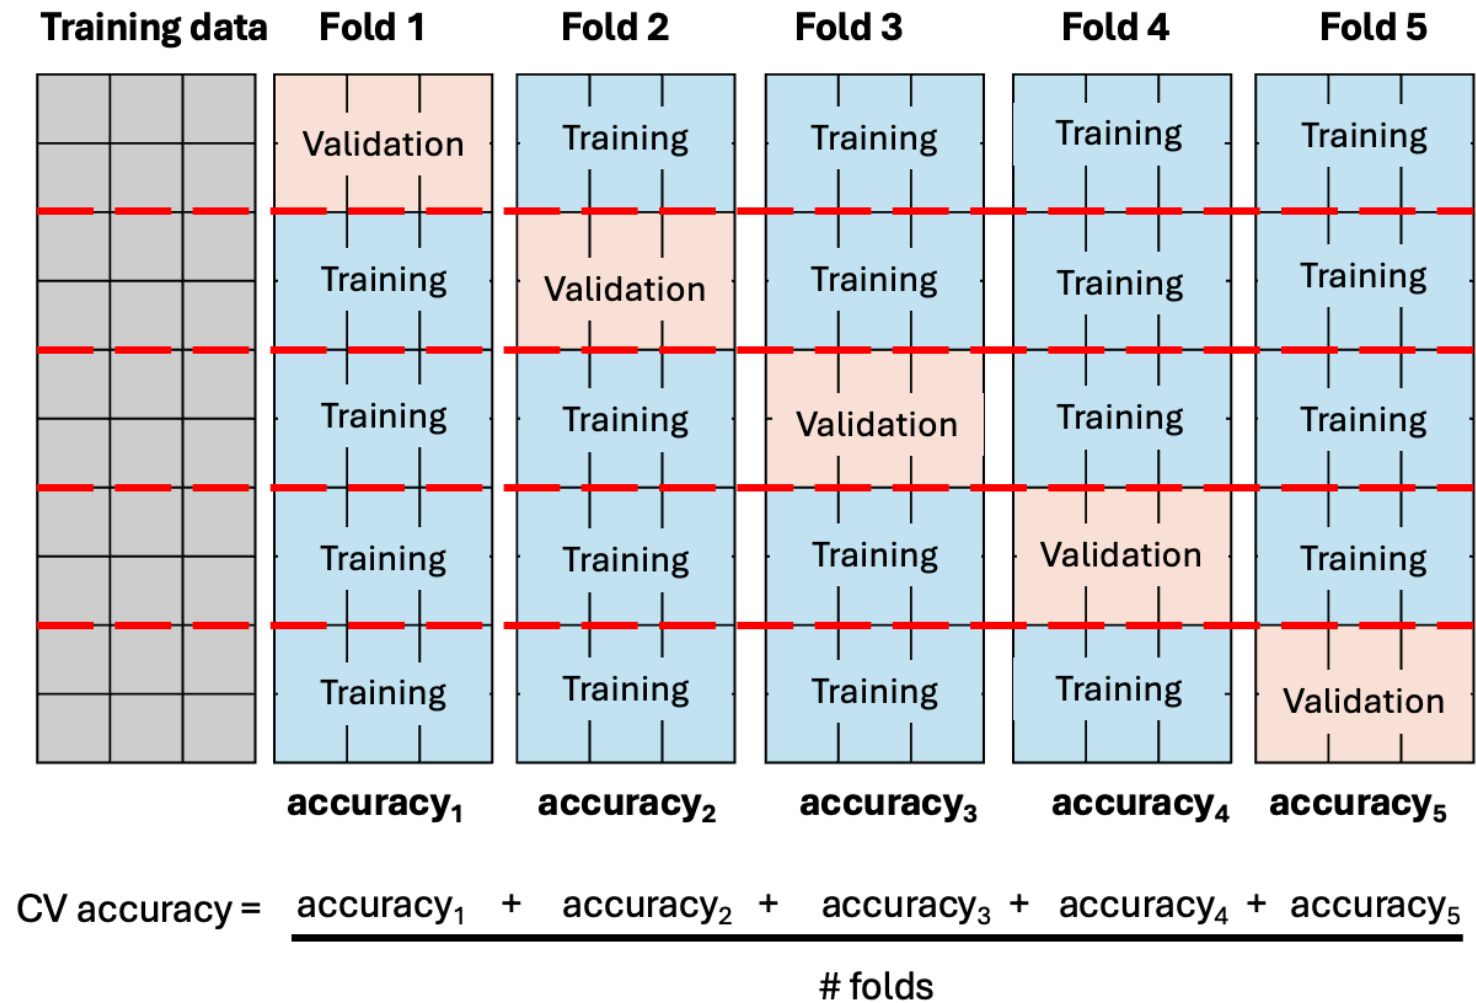 Training data Fold 1 Fold 2 Fold 3 Fold 4 Fold 5
Validation Training Training Training Training
Training Validation Training Training Training
Training Training Validation Training Training
Training Training Training Validation Training
Training Training Training Training Validation
accuracy₁ accuracy₂ accuracy₃ accuracy₄ accuracy₅
CV accuracy = accuracy₁ + accuracy₂ + accuracy₃ + accuracy₄ + accuracy₅
# folds